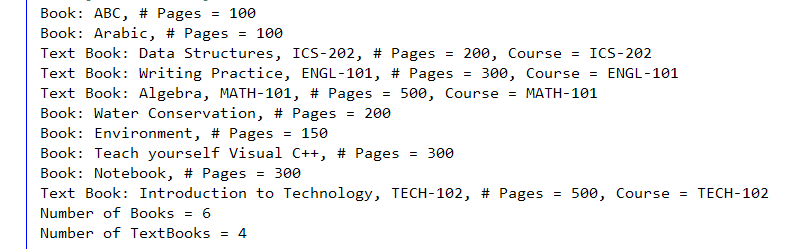 Book: ABC, # Pages = 100
Book: Arabic, # Pages = 100
Text Book: Data Structures, ICS-202, # Pages = 200, Course = ICS-202
Text Book: Writing Practice, ENGL-101, # Pages = 300, Course = ENGL-101
Text Book: Algebra, MATH-101, # Pages = 500, Course = MATH-101
Book: Water Conservation, # Pages = 200
Book: Environment, # Pages = 150
Book: Teach yourself Visual C++, # Pages = 300
Book: Notebook, # Pages = 300
Text Book: Introduction to Technology, TECH-102, # Pages = 500, Course = TECH-102
Number of Books = 6
Number of TextBooks = 4